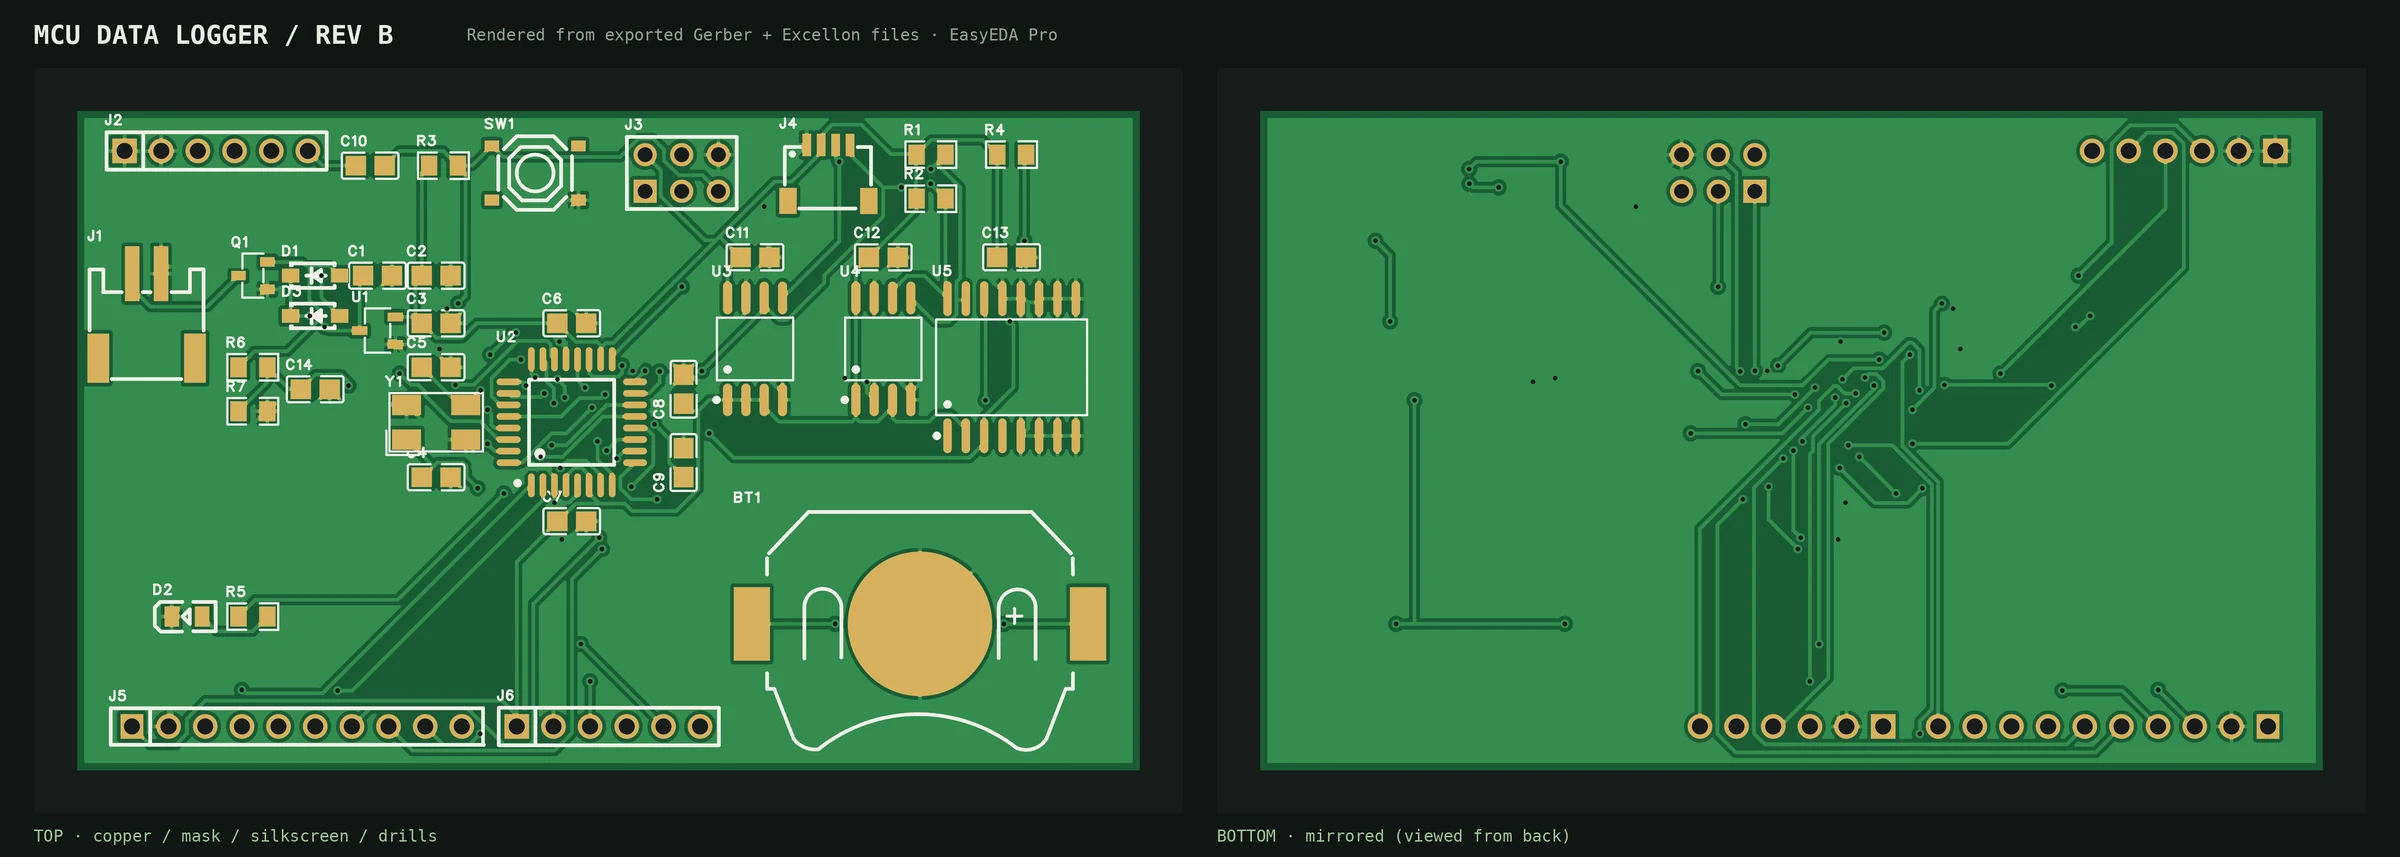 MCU DATA LOGGER / REV B
Rendered from exported Gerber + Excellon files · EasyEDA Pro
J2
C10
R3
SW1
J3
J4
R1
R4
R2
J1
Q1
D1
C1
C2
C11
C12
C13
D3
U1
C3
C6
U3
U4
U5
U2
R6
C14
C5
R7
Y1
C8
C4
C9
C7
BT1
+
D2
R5
J5
J6
TOP · copper / mask / silkscreen / drills
BOTTOM · mirrored (viewed from back)